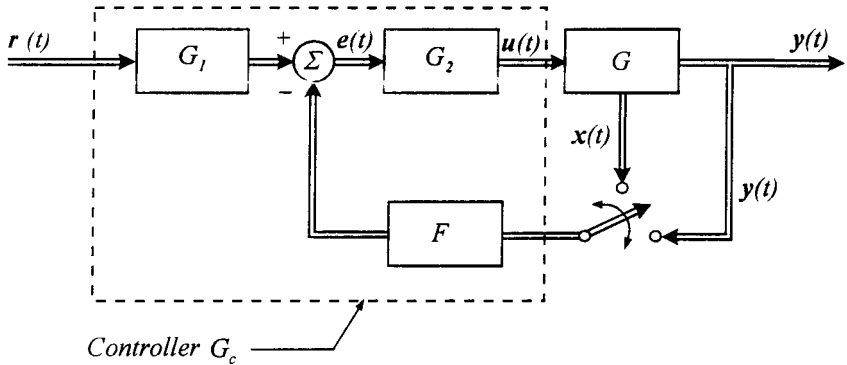 r (t)
G1
+
Σ
−
e(t)
G2
u(t)
G
y(t)
x(t)
y(t)
F
Controller Gc